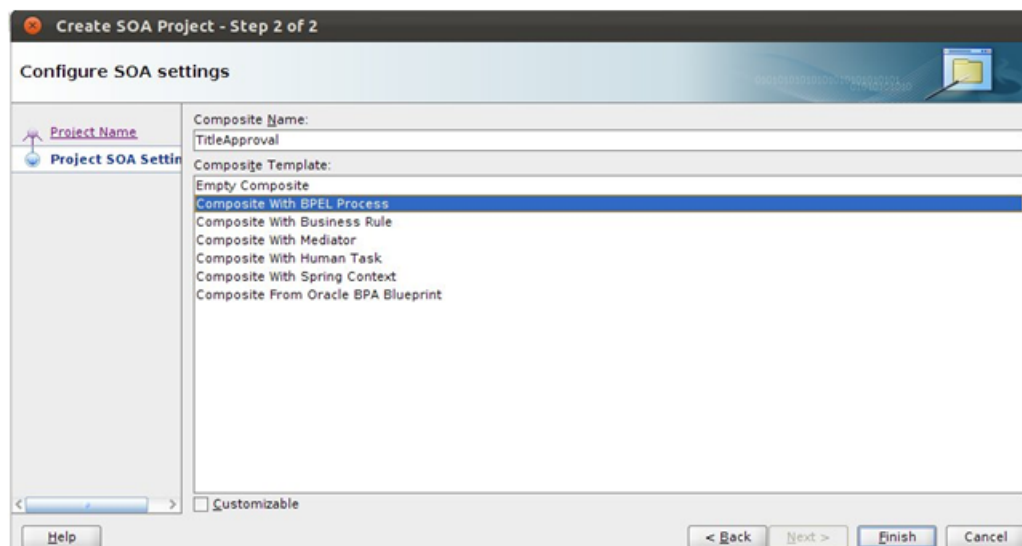 Create SOA Project - Step 2 of 2
Configure SOA settings
Project Name
Project SOA Settin
Composite Name:
TitleApproval
Composite Template:
Empty Composite
Composite With BPEL Process
Composite With Business Rule
Composite With Mediator
Composite With Human Task
Composite With Spring Context
Composite From Oracle BPA Blueprint
Customizable
Help
< Back
Next >
Finish
Cancel